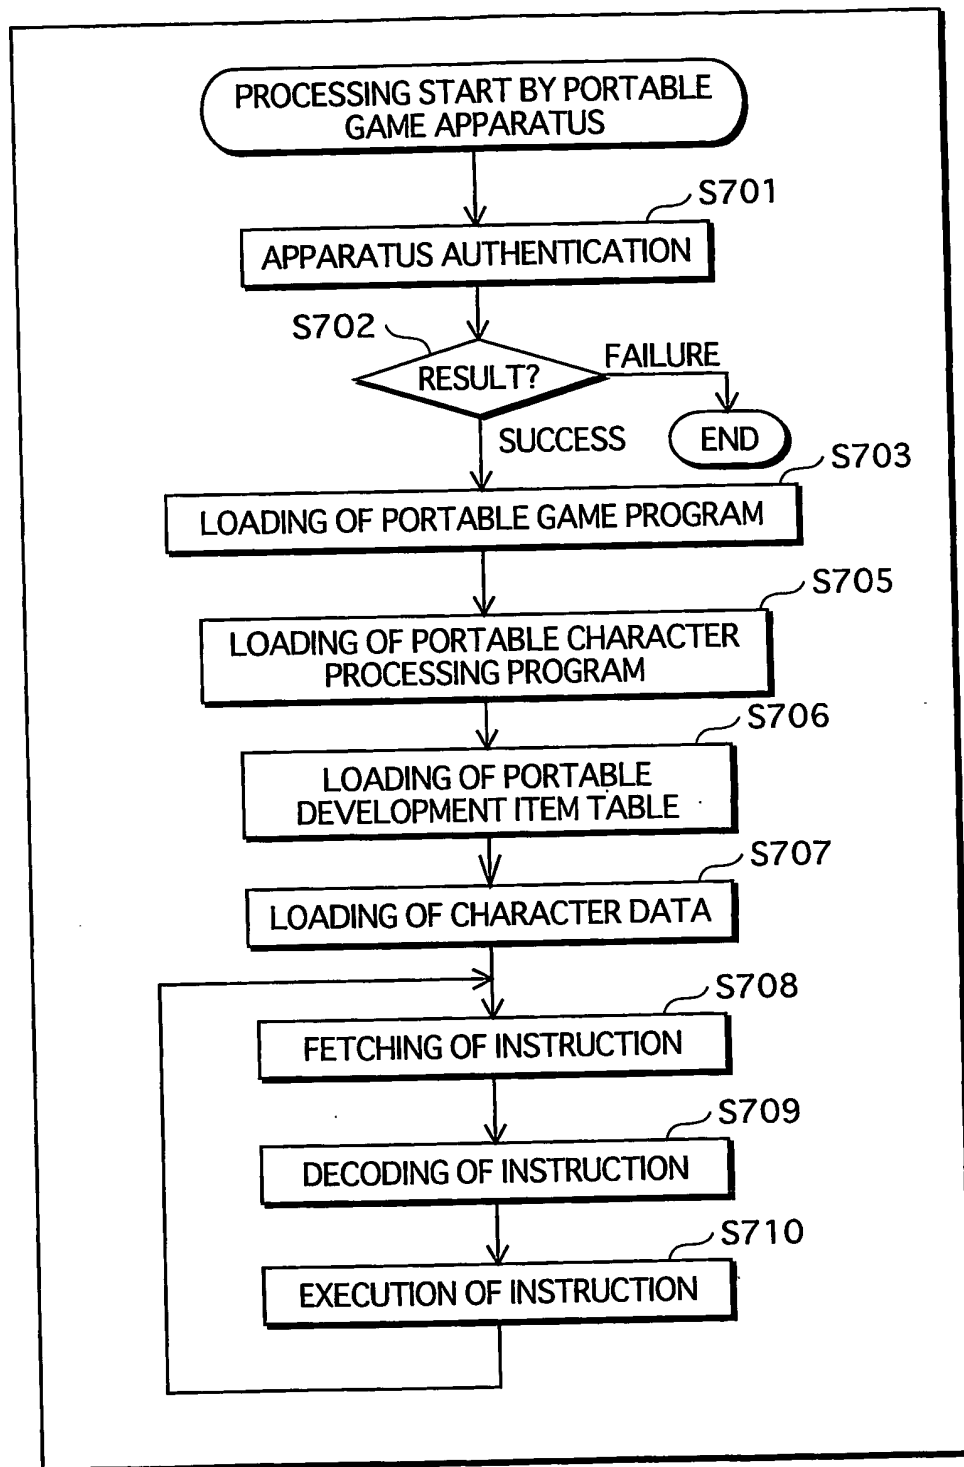 PROCESSING START BY PORTABLE
GAME APPARATUS
S701
APPARATUS AUTHENTICATION
S702
RESULT?
FAILURE
END
SUCCESS
S703
LOADING OF PORTABLE GAME PROGRAM
S705
LOADING OF PORTABLE CHARACTER
PROCESSING PROGRAM
S706
LOADING OF PORTABLE
DEVELOPMENT ITEM TABLE
S707
LOADING OF CHARACTER DATA
S708
FETCHING OF INSTRUCTION
S709
DECODING OF INSTRUCTION
S710
EXECUTION OF INSTRUCTION